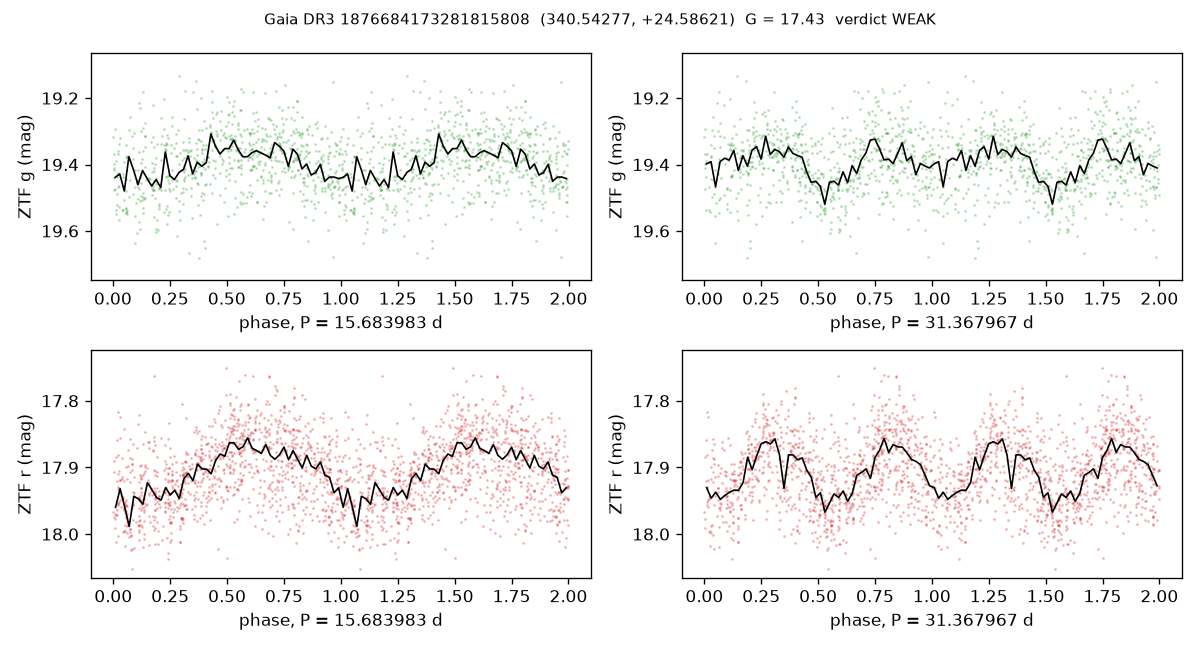 Gaia DR3 1876684173281815808  (340.54277, +24.58621)  G = 17.43  verdict WEAK
ZTF g (mag)
19.2
19.4
19.6
0.00 0.25 0.50 0.75 1.00 1.25 1.50 1.75 2.00
phase, P = 15.683983 d
ZTF g (mag)
19.2
19.4
19.6
0.00 0.25 0.50 0.75 1.00 1.25 1.50 1.75 2.00
phase, P = 31.367967 d
ZTF r (mag)
17.8
17.9
18.0
0.00 0.25 0.50 0.75 1.00 1.25 1.50 1.75 2.00
phase, P = 15.683983 d
ZTF r (mag)
17.8
17.9
18.0
0.00 0.25 0.50 0.75 1.00 1.25 1.50 1.75 2.00
phase, P = 31.367967 d